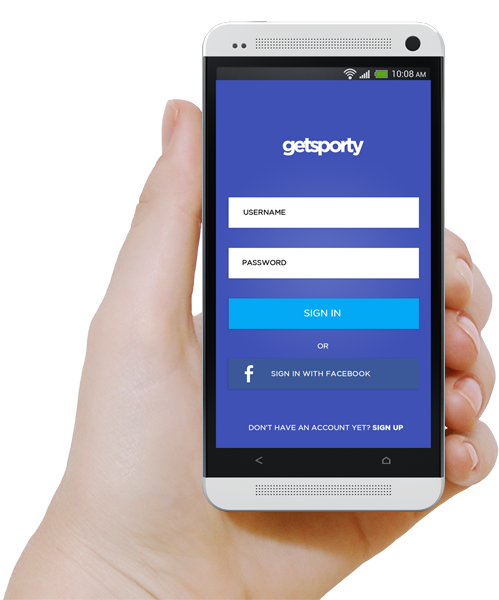 10:08 AM
getsporty
USERNAME
PASSWORD
SIGN IN
OR
f SIGN IN WITH FACEBOOK
DON'T HAVE AN ACCOUNT YET? SIGN UP